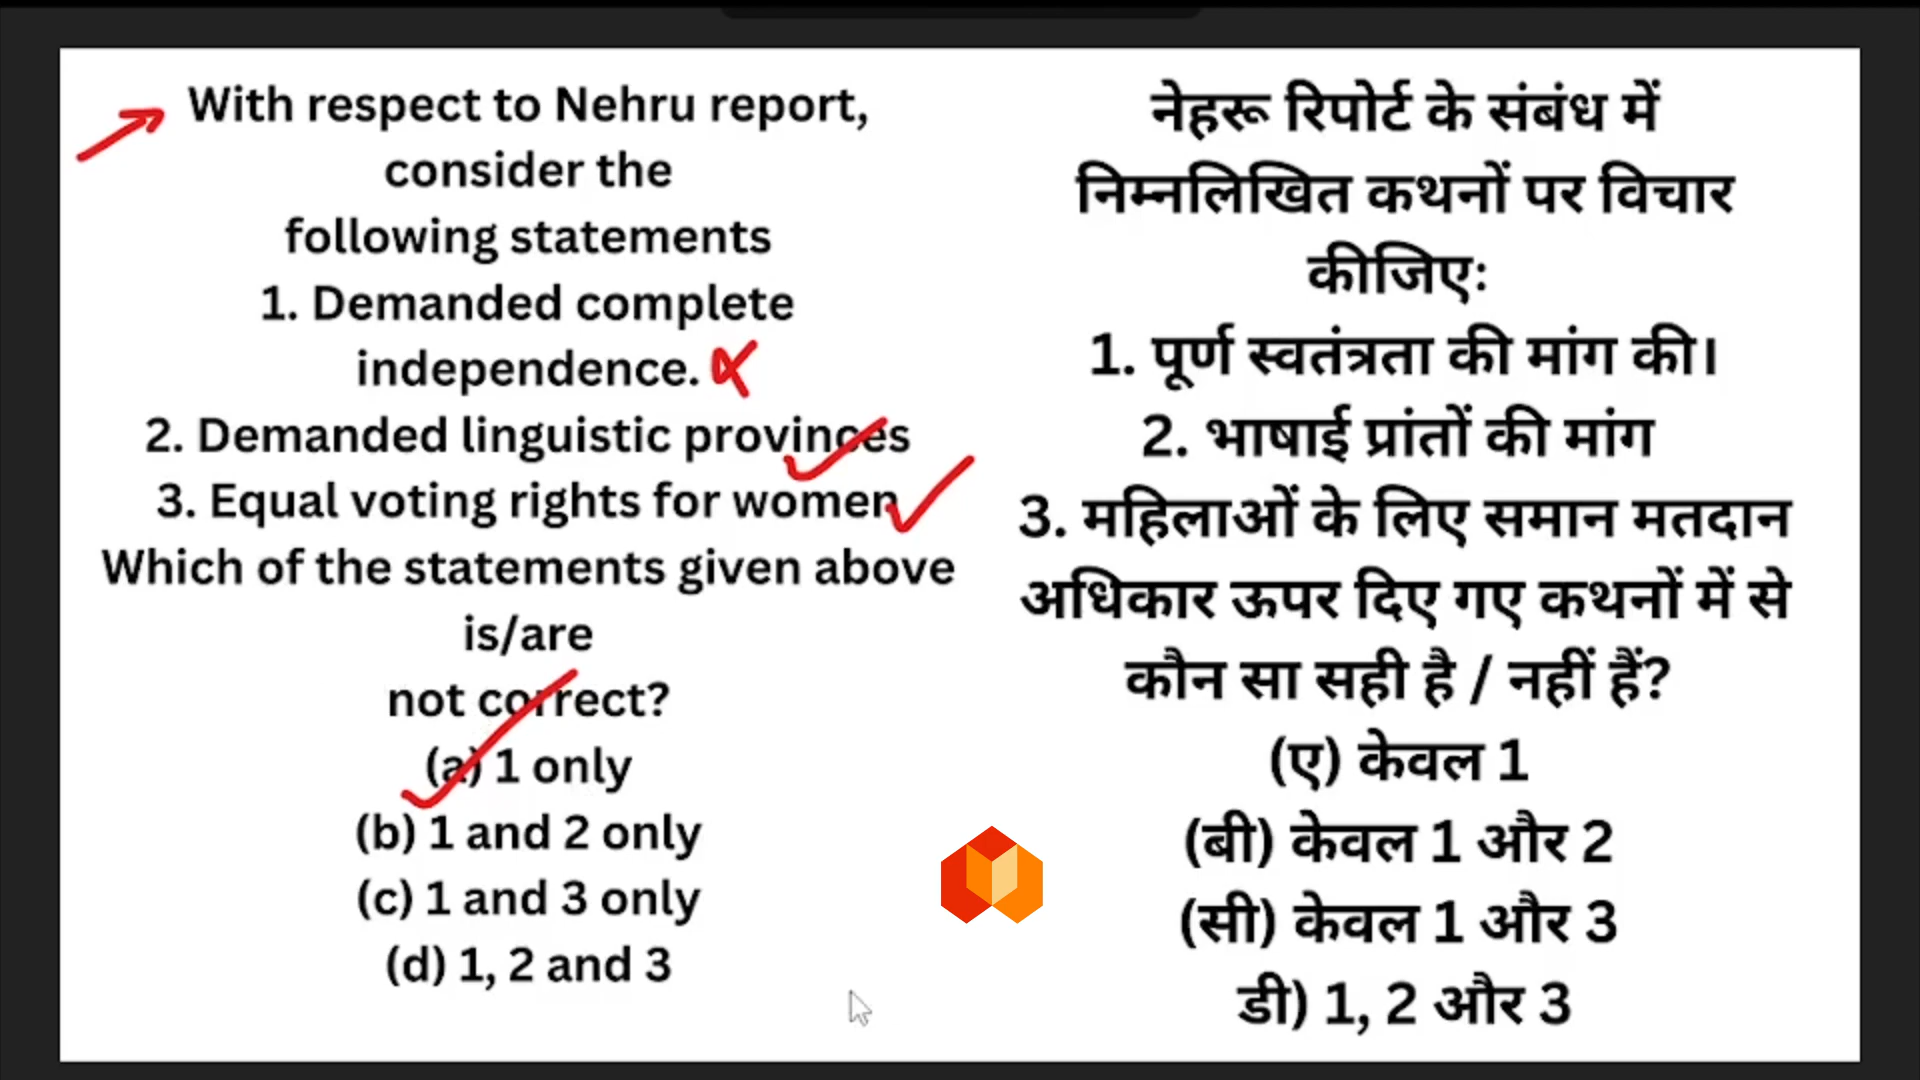 With respect to Nehru report,
consider the
following statements
1. Demanded complete
independence.
2. Demanded linguistic provinces
3. Equal voting rights for women
Which of the statements given above
is/are
not correct?
(a) 1 only
(b) 1 and 2 only
(c) 1 and 3 only
(d) 1, 2 and 3
नेहरू रिपोर्ट के संबंध में
निम्नलिखित कथनों पर विचार
कीजिएः
1. पूर्ण स्वतंत्रता की मांग की।
2. भाषाई प्रांतों की मांग
3. महिलाओं के लिए समान मतदान
अधिकार ऊपर दिए गए कथनों में से
कौन सा सही है / नहीं हैं?
(ए) केवल 1
(बी) केवल 1 और 2
(सी) केवल 1 और 3
डी) 1, 2 और 3